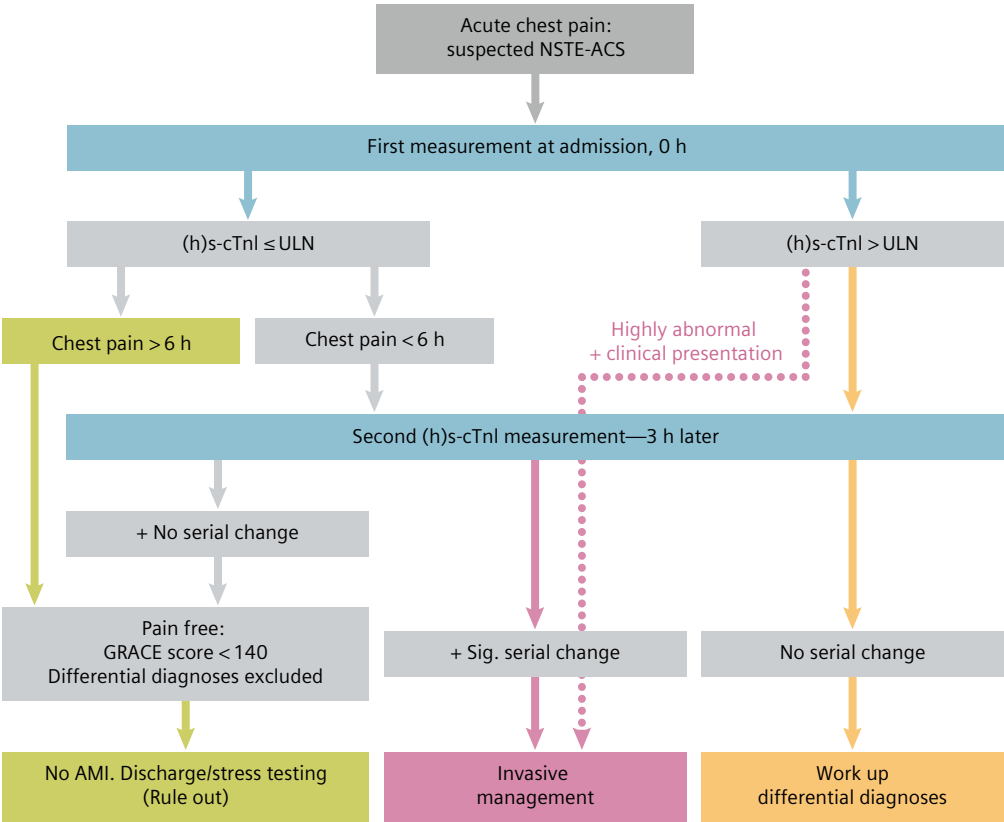 Acute chest pain:
suspected NSTE-ACS
First measurement at admission, 0 h
(h)s-cTnl ≤ ULN
(h)s-cTnl > ULN
Chest pain > 6 h
Chest pain < 6 h
Highly abnormal
+ clinical presentation
Second (h)s-cTnl measurement—3 h later
+ No serial change
Pain free:
GRACE score < 140
Differential diagnoses excluded
+ Sig. serial change
No serial change
No AMI. Discharge/stress testing
(Rule out)
Invasive
management
Work up
differential diagnoses